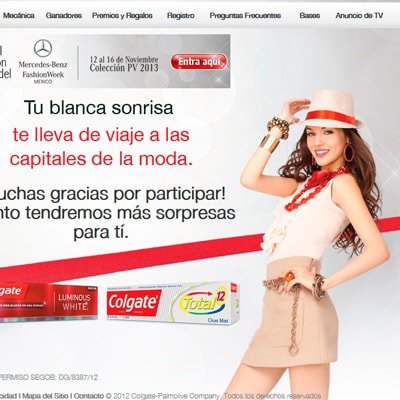 Mecánica Ganadores Premios y Regalos Registro Preguntas Frecuentes Bases Anuncio de TV
Mercedes-Benz
FashionWeek
MÉXICO
12 al 16 de Noviembre
Colección PV 2013
Entra aquí
del
Tu blanca sonrisa
te lleva de viaje a las
capitales de la moda.
uchas gracias por participar!
nto tendremos más sorpresas
para tí.
olgate
LUMINOUS
WHITE
Colgate
Total 12
Clean Mint
PERMISO SEGOB: DG/8387/12
cidad I Mapa del Sitio I Contacto © 2012 Colgate-Palmolive Company. Todos los derechos reservados